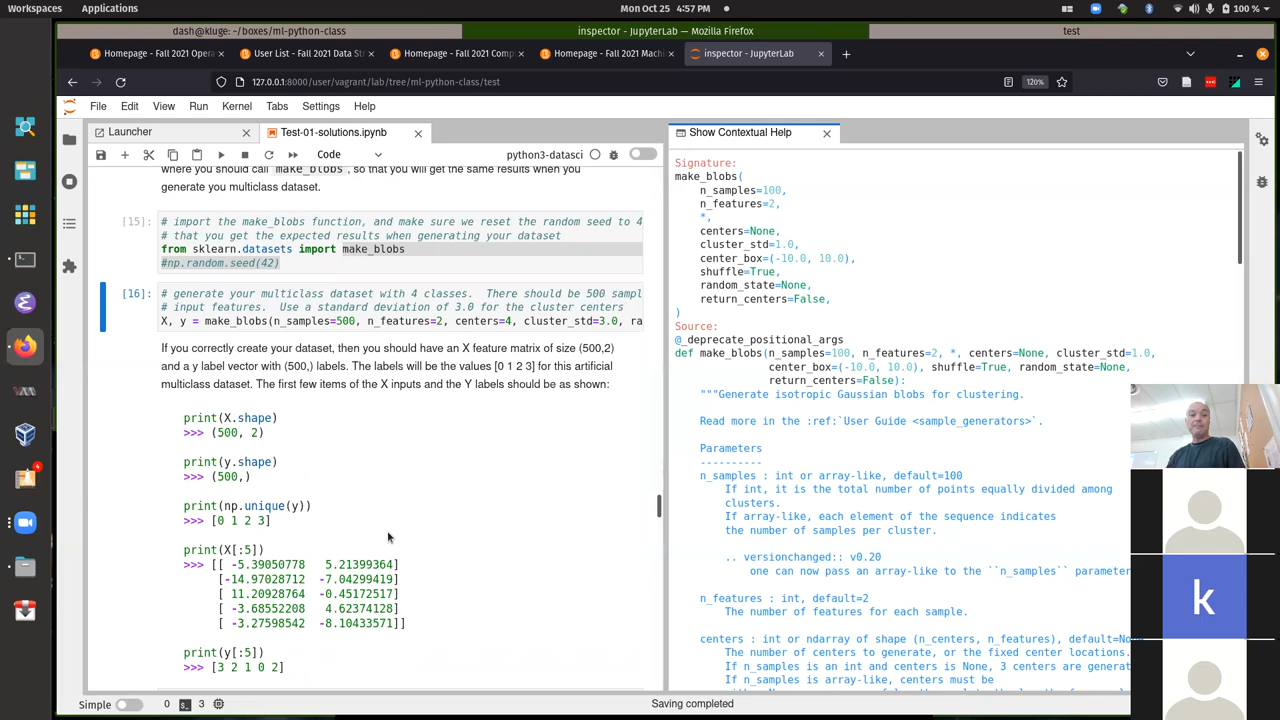 Workspaces
Applications
Mon Oct 25 4:57 PM
100 %
dash@kluge: ~/boxes/ml-python-class
inspector - JupyterLab — Mozilla Firefox
test
Homepage - Fall 2021 Opera
User List - Fall 2021 Data St
Homepage - Fall 2021 Comp
Homepage - Fall 2021 Machi
inspector - JupyterLab
127.0.0.1:8000/user/vagrant/lab/tree/ml-python-class/test
120%
File Edit View Run Kernel Tabs Settings Help
Launcher
Test-01-solutions.ipynb
Show Contextual Help
Code
python3-datasci
where you should call make_blobs, so that you will get the same results when you
generate you multiclass dataset.
[15]:
# import the make_blobs function, and make sure we reset the random seed to 4
# that you get the expected results when generating your dataset
from sklearn.datasets import make_blobs
#np.random.seed(42)
[16]:
# generate your multiclass dataset with 4 classes. There should be 500 sampl
# input features. Use a standard deviation of 3.0 for the cluster centers
X, y = make_blobs(n_samples=500, n_features=2, centers=4, cluster_std=3.0, ra
If you correctly create your dataset, then you should have an X feature matrix of size (500,2)
and a y label vector with (500,) labels. The labels will be the values [0 1 2 3] for this artificial
multiclass dataset. The first few items of the X inputs and the Y labels should be as shown:
print(X.shape)
>>> (500, 2)
print(y.shape)
>>> (500,)
print(np.unique(y))
>>> [0 1 2 3]
print(X[:5])
>>> [[ -5.39050778 5.21399364]
[-14.97028712 -7.04299419]
[ 11.20928764 -0.45172517]
[ -3.68552208 4.62374128]
[ -3.27598542 -8.10433571]]
print(y[:5])
>>> [3 2 1 0 2]
Signature:
make_blobs(
n_samples=100,
n_features=2,
*,
centers=None,
cluster_std=1.0,
center_box=(-10.0, 10.0),
shuffle=True,
random_state=None,
return_centers=False,
)
Source:
@_deprecate_positional_args
def make_blobs(n_samples=100, n_features=2, *, centers=None, cluster_std=1.0,
center_box=(-10.0, 10.0), shuffle=True, random_state=None,
return_centers=False):
"""Generate isotropic Gaussian blobs for clustering.
Read more in the :ref:`User Guide <sample_generators>`.
Parameters
----------
n_samples : int or array-like, default=100
If int, it is the total number of points equally divided among
clusters.
If array-like, each element of the sequence indicates
the number of samples per cluster.
.. versionchanged:: v0.20
one can now pass an array-like to the ``n_samples`` parameter
n_features : int, default=2
The number of features for each sample.
centers : int or ndarray of shape (n_centers, n_features), default=No
The number of centers to generate, or the fixed center locations.
If n_samples is an int and centers is None, 3 centers are generat
If n_samples is array-like, centers must be
k
4
Simple
0
3
Saving completed